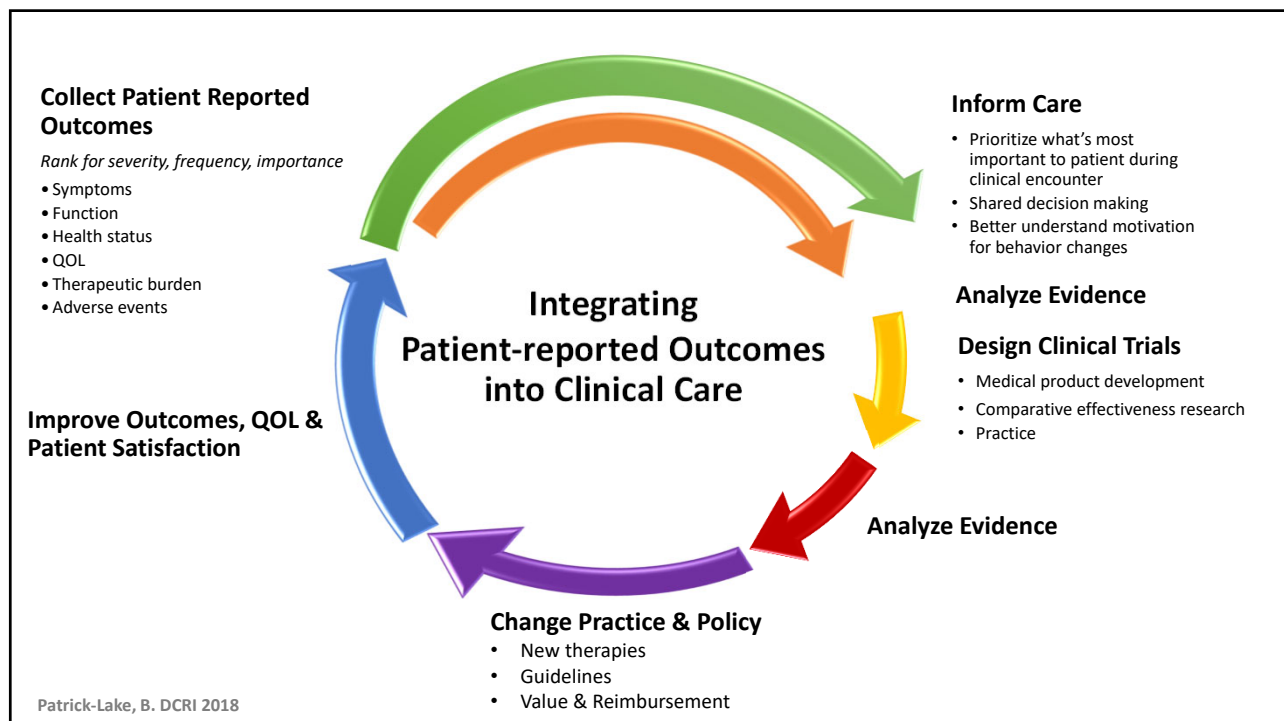 Collect Patient Reported
Outcomes
Rank for severity, frequency, importance
• Symptoms
• Function
• Health status
• QOL
• Therapeutic burden
• Adverse events
Inform Care
• Prioritize what's most
important to patient during
clinical encounter
• Shared decision making
• Better understand motivation
for behavior changes
Analyze Evidence
Design Clinical Trials
• Medical product development
• Comparative effectiveness research
• Practice
Integrating
Patient-reported Outcomes
into Clinical Care
Improve Outcomes, QOL &
Patient Satisfaction
Analyze Evidence
Change Practice & Policy
• New therapies
• Guidelines
• Value & Reimbursement
Patrick-Lake, B. DCRI 2018